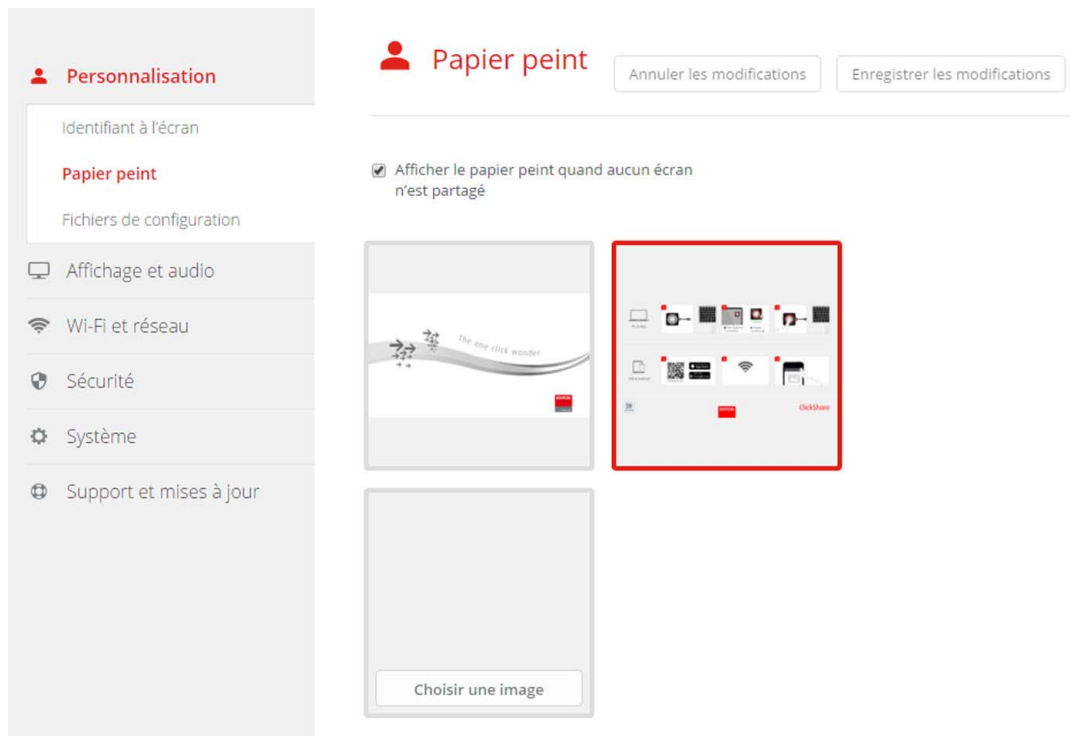 Personnalisation
Identifiant à l'écran
Papier peint
Fichiers de configuration
Affichage et audio
Wi-Fi et réseau
Sécurité
Système
Support et mises à jour
Papier peint
Annuler les modifications
Enregistrer les modifications
Afficher le papier peint quand aucun écran
n'est partagé
The one click wonder
ClickShare
Choisir une image